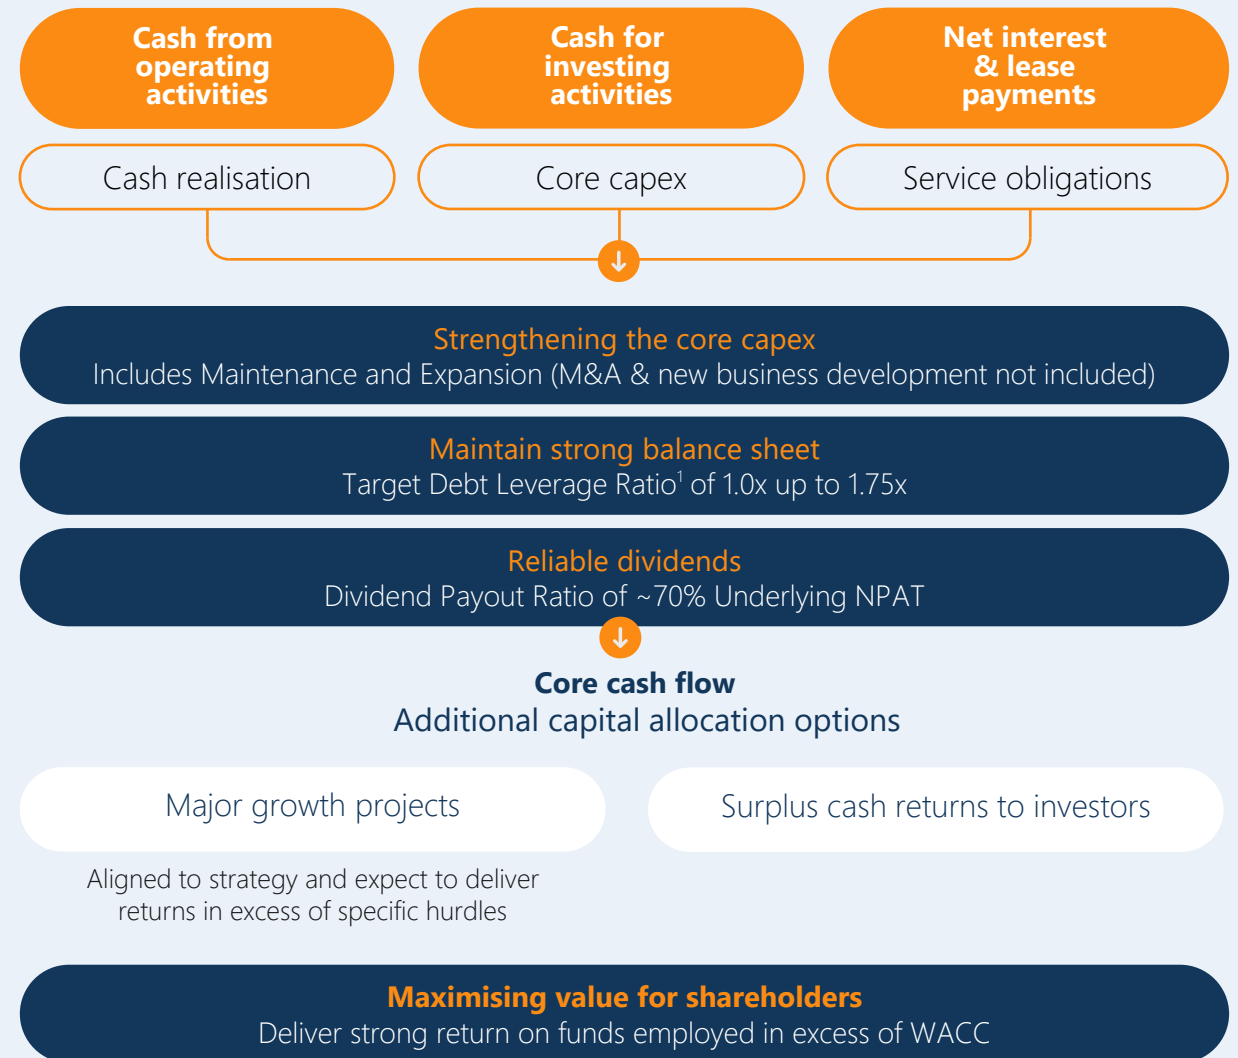 Cash from
operating
activities
Cash for
investing
activities
Net interest
& lease
payments
Cash realisation
Core capex
Service obligations
Strengthening the core capex
Includes Maintenance and Expansion (M&A & new business development not included)
Maintain strong balance sheet
Target Debt Leverage Ratio¹ of 1.0x up to 1.75x
Reliable dividends
Dividend Payout Ratio of ~70% Underlying NPAT
Core cash flow
Additional capital allocation options
Major growth projects
Surplus cash returns to investors
Aligned to strategy and expect to deliver
returns in excess of specific hurdles
Maximising value for shareholders
Deliver strong return on funds employed in excess of WACC